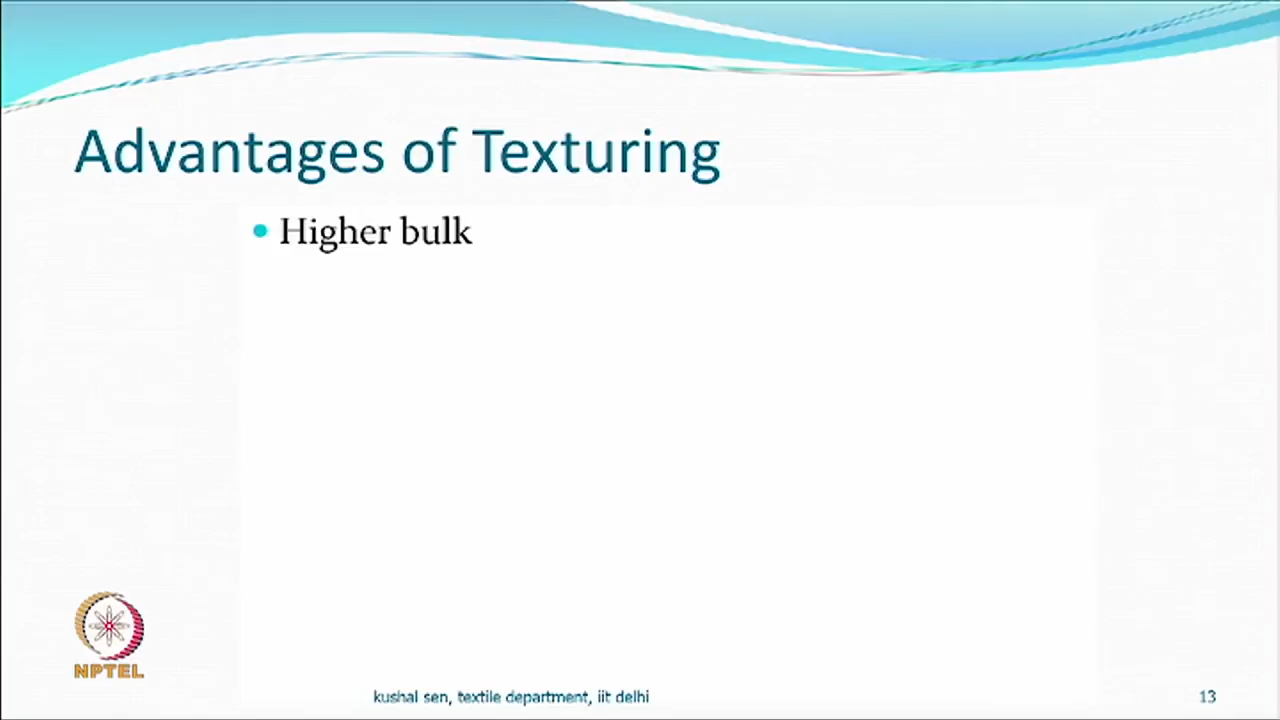 Advantages of Texturing
Higher bulk
NPTEL
kushal sen, textile department, iit delhi
13